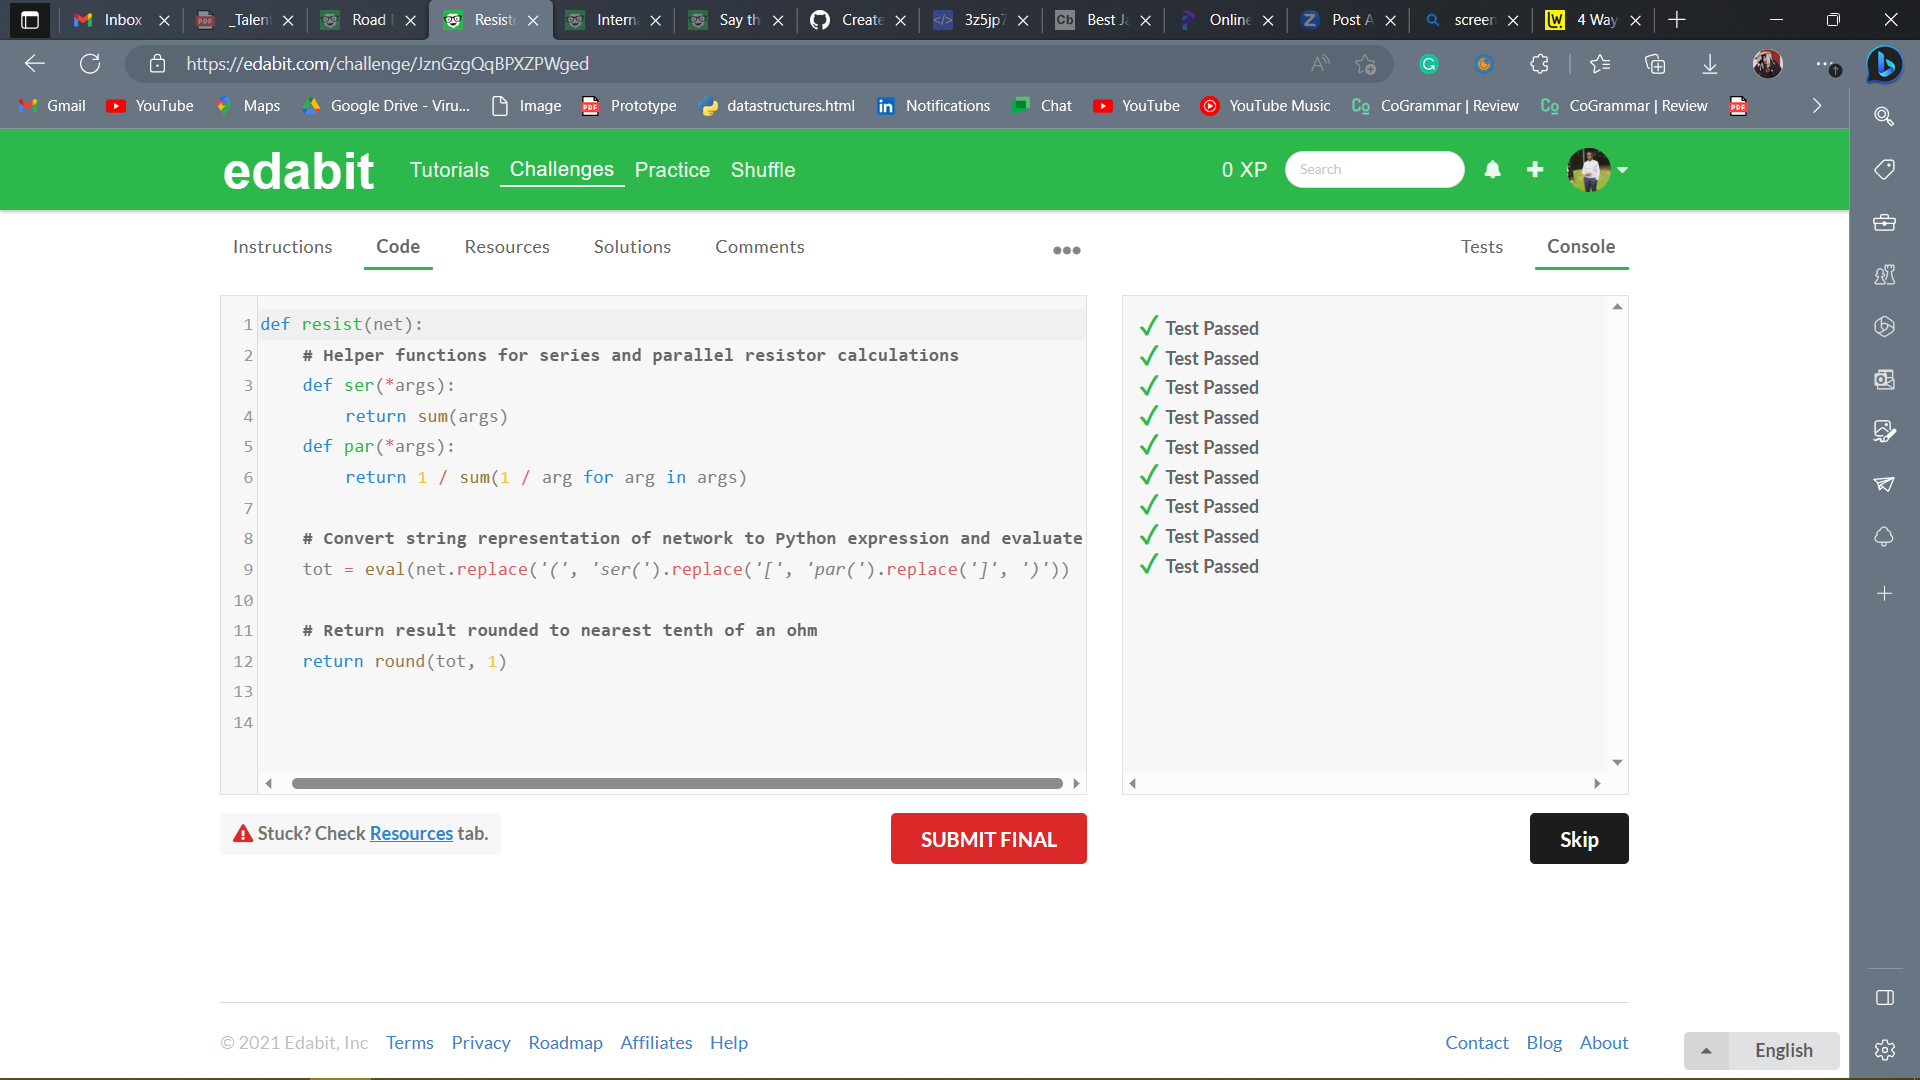 Inbox _Talen Road Resist Intern Say th Create 3z5jp7 Cb Best Ja Online Post A screen 4 Way
https://edabit.com/challenge/JznGzgQqBPXZPWged
Gmail YouTube Maps Google Drive - Viru... Image Prototype datastructures.html Notifications Chat YouTube YouTube Music CoGrammar | Review CoGrammar | Review
edabit Tutorials Challenges Practice Shuffle 0 XP Search
Instructions Code Resources Solutions Comments ••• Tests Console
1 def resist(net):
2 # Helper functions for series and parallel resistor calculations
3 def ser(*args):
4 return sum(args)
5 def par(*args):
6 return 1 / sum(1 / arg for arg in args)
7
8 # Convert string representation of network to Python expression and evaluate
9 tot = eval(net.replace('(', 'ser(').replace('[', 'par(').replace(']', ')'))
10
11 # Return result rounded to nearest tenth of an ohm
12 return round(tot, 1)
13
14
Test Passed
Test Passed
Test Passed
Test Passed
Test Passed
Test Passed
Test Passed
Test Passed
Test Passed
Stuck? Check Resources tab. SUBMIT FINAL Skip
© 2021 Edabit, Inc Terms Privacy Roadmap Affiliates Help Contact Blog About
English